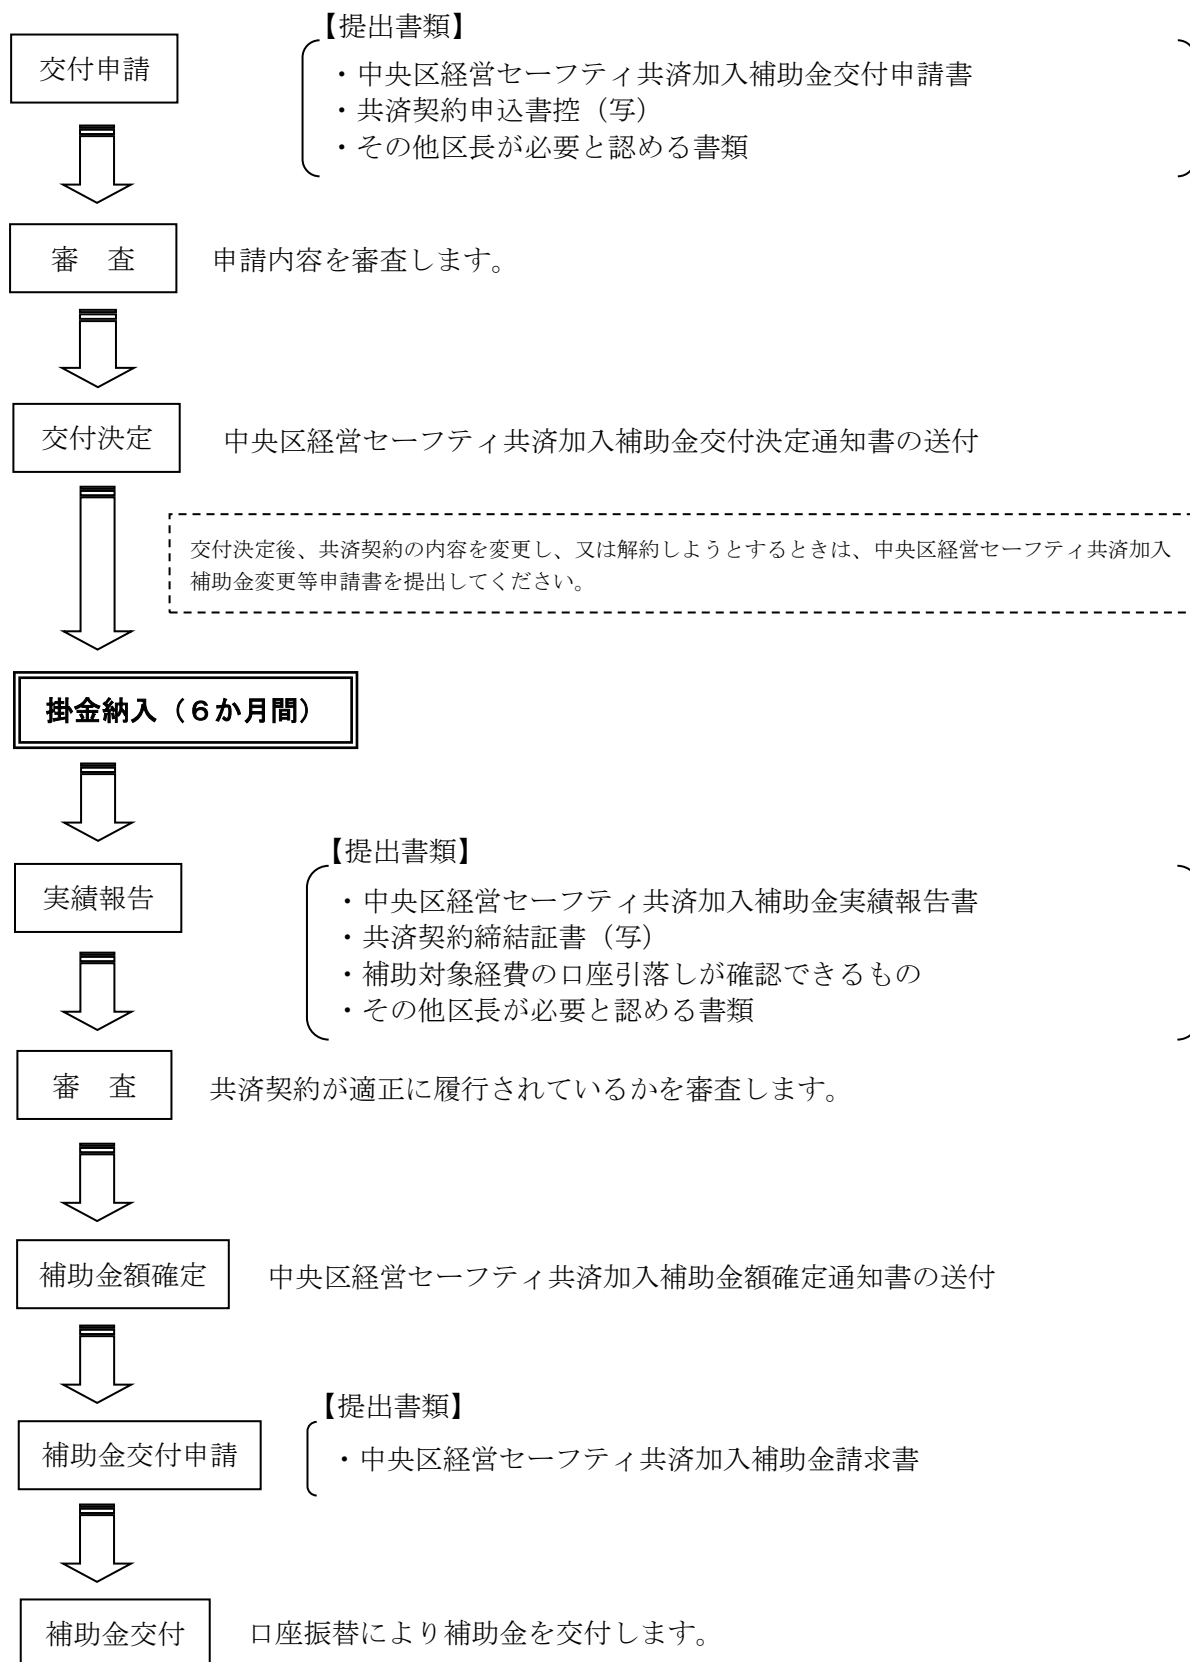 【提出書類】
交付申請
・中央区経営セーフティ共済加入補助金交付申請書
・共済契約申込書控（写）
・その他区長が必要と認める書類
審　査
申請内容を審査します。
交付決定
中央区経営セーフティ共済加入補助金交付決定通知書の送付
交付決定後、共済契約の内容を変更し、又は解約しようとするときは、中央区経営セーフティ共済加入
補助金変更等申請書を提出してください。
掛金納入（６か月間）
【提出書類】
実績報告
・中央区経営セーフティ共済加入補助金実績報告書
・共済契約締結証書（写）
・補助対象経費の口座引落しが確認できるもの
・その他区長が必要と認める書類
審　査
共済契約が適正に履行されているかを審査します。
補助金額確定
中央区経営セーフティ共済加入補助金額確定通知書の送付
【提出書類】
補助金交付申請
・中央区経営セーフティ共済加入補助金請求書
補助金交付
口座振替により補助金を交付します。